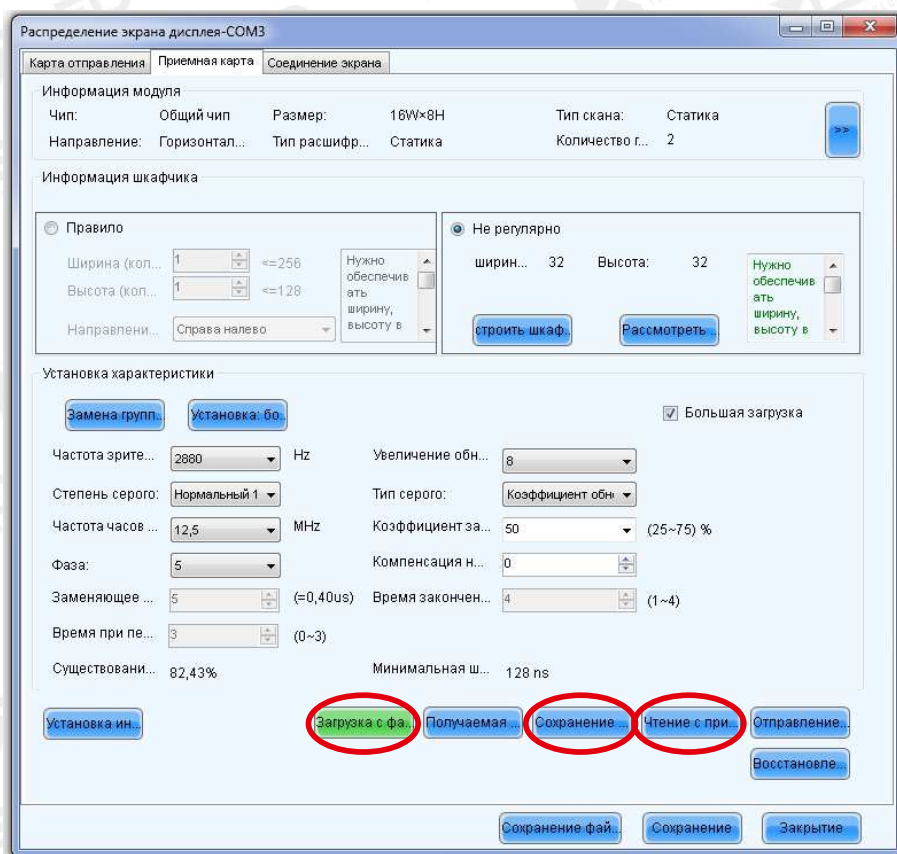 Распределение экрана дисплея-COM3
Карта отправления Приемная карта Соединение экрана
Информация модуля
Чип: Общий чип Размер: 16W×8H Тип скана: Статика
Направление: Горизонтал... Тип расшифр... Статика Количество г... 2
>>
Информация шкафчика
Правило
Ширина (кол... 1 <=256
Высота (кол... 1 <=128
Направлени... Справа налево
Нужно
обеспечив
ать
ширину,
высоту в
Не регулярно
ширин... 32 Высота: 32
строить шкаф. Рассмотреть ..
Нужно
обеспечив
ать
ширину,
высоту в
Установка характеристики
Замена групп.. Установка: бо.. Большая загрузка
Частота зрите... 2880 Hz Увеличение обн... 8
Степень серого: Нормальный 1 Тип серого: Коэффициент обн
Частота часов ... 12,5 MHz Коэффициент за... 50 (25~75) %
Фаза: 5 Компенсация н... 0
Заменяющее ... 5 (=0,40us) Время закончен... 4 (1~4)
Время при пе... 3 (0~3)
Существовани... 82,43% Минимальная ш... 128 ns
Установка ин... Загрузка с фа.. Получаемая ... Сохранение ... Чтение с при... Отправление...
Восстановле...
Сохранение фай... Сохранение Закрытие